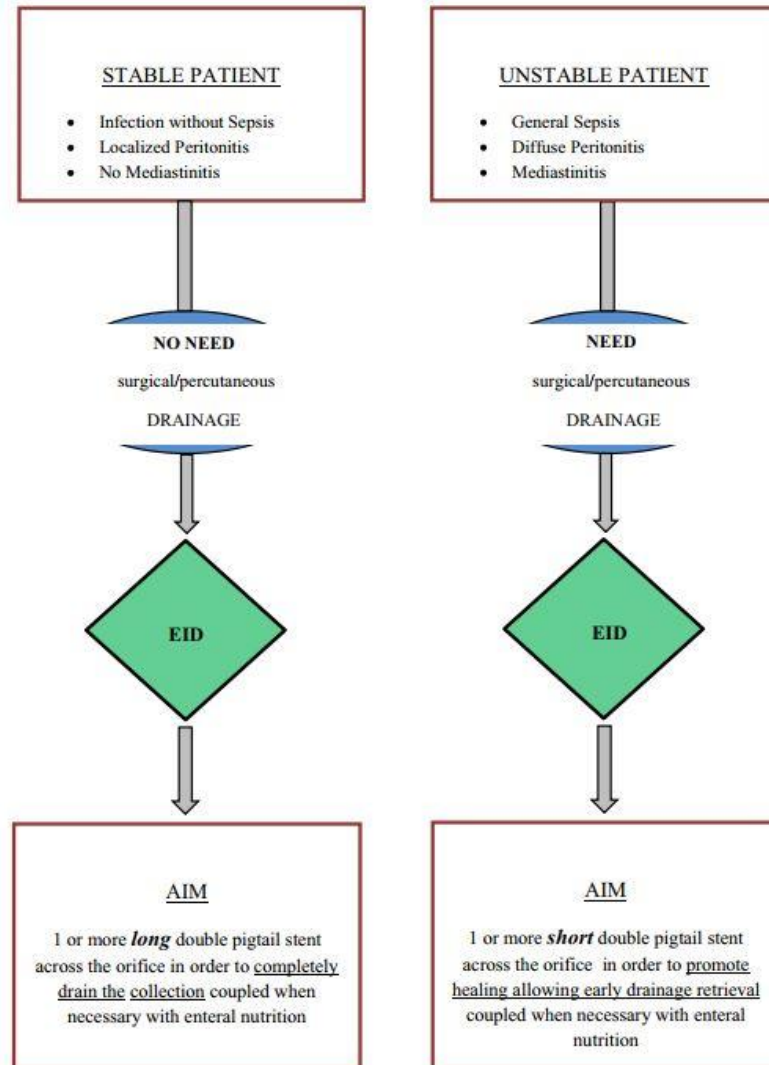 STABLE PATIENT
• Infection without Sepsis
• Localized Peritonitis
• No Mediastinitis
NO NEED
surgical/percutaneous
DRAINAGE
EID
AIM
1 or more long double pigtail stent
across the orifice in order to completely
drain the collection coupled when
necessary with enteral nutrition
UNSTABLE PATIENT
• General Sepsis
• Diffuse Peritonitis
• Mediastinitis
NEED
surgical/percutaneous
DRAINAGE
EID
AIM
1 or more short double pigtail stent
across the orifice in order to promote
healing allowing early drainage retrieval
coupled when necessary with enteral
nutrition